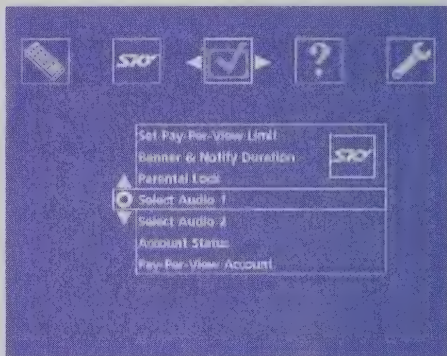 SKY
?
Set Pay-Per-View Limit
Banner & Notify Duration
SKY
Parental Lock
Select Audio 1
Select Audio 2
Account Status
Pay-Per-View Account